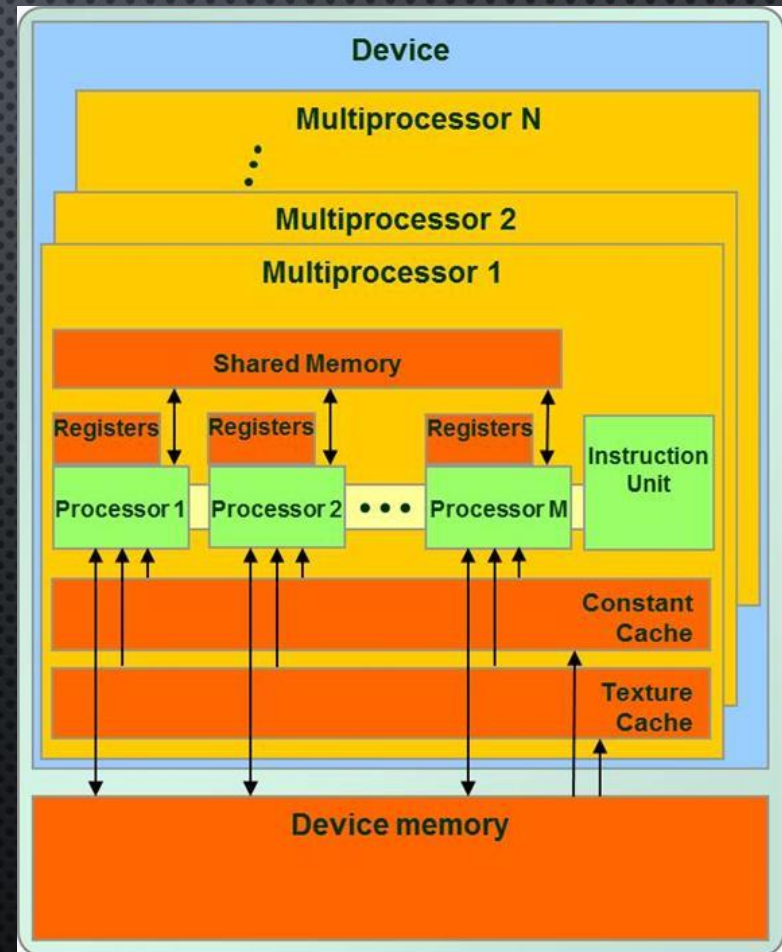 Device
Multiprocessor N
Multiprocessor 2
Multiprocessor 1
Shared Memory
Registers Registers Registers
Instruction
Unit
Processor 1 Processor 2 ••• Processor M
Constant
Cache
Texture
Cache
Device memory